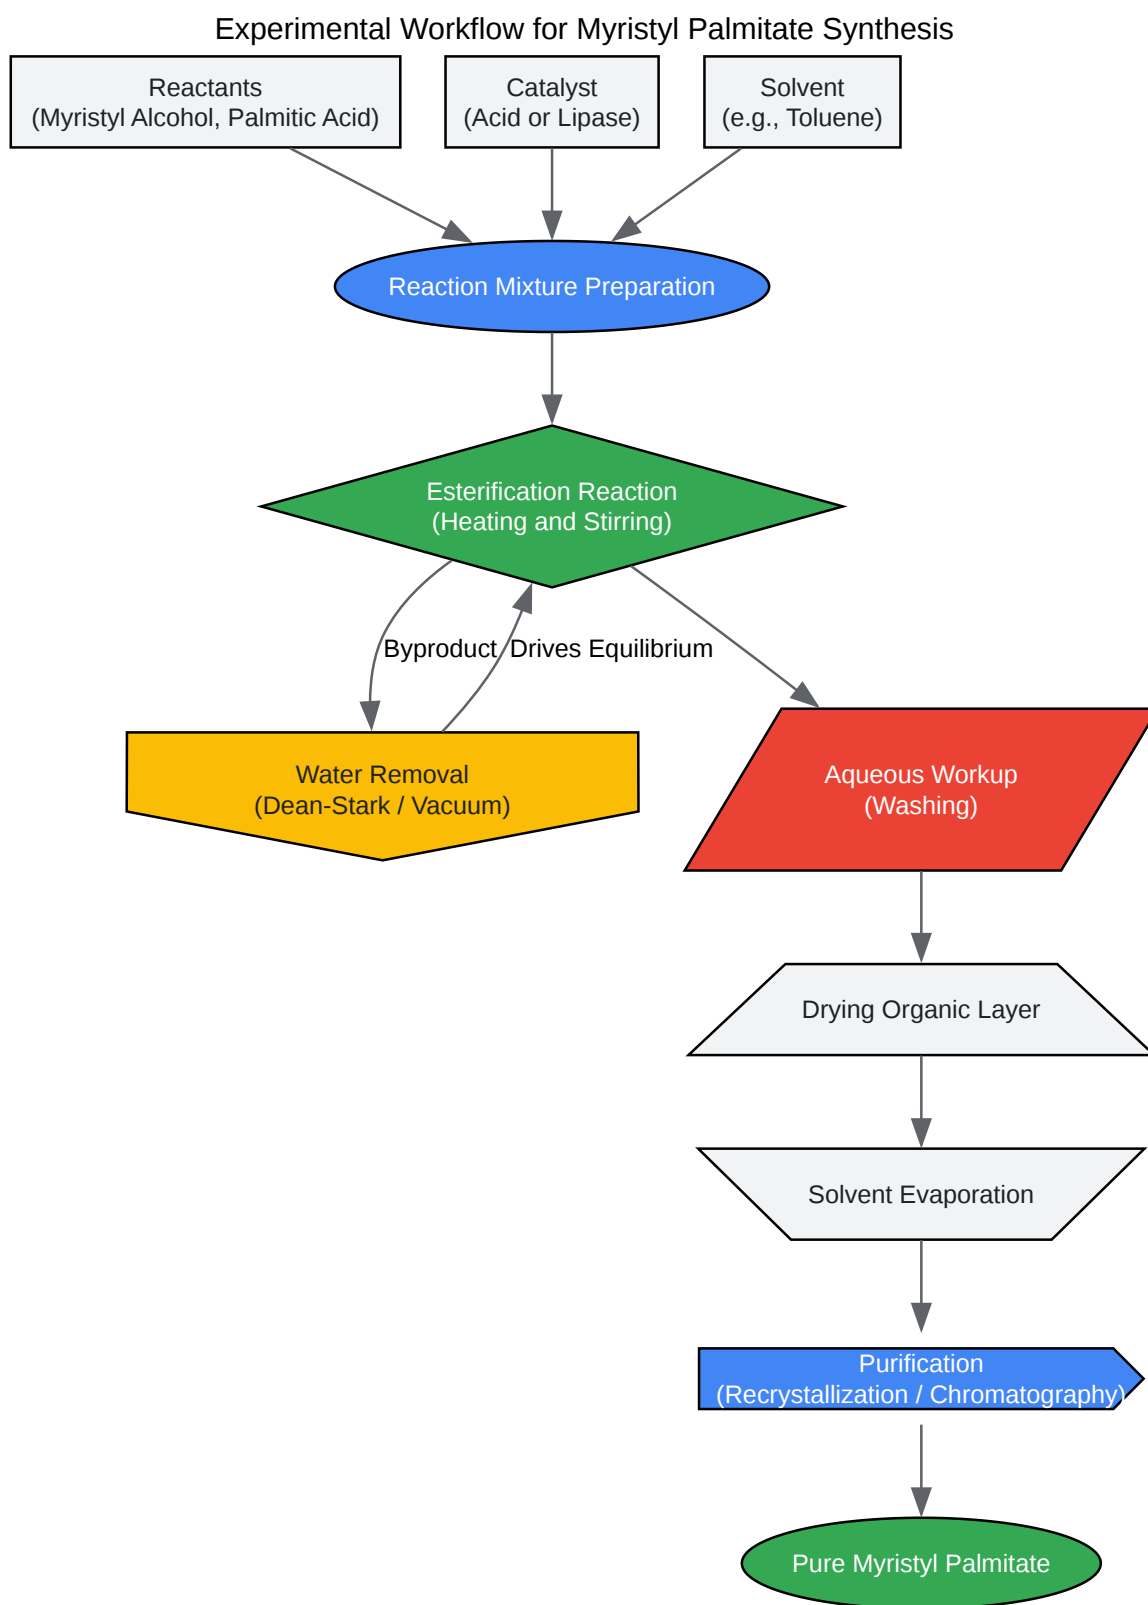 Experimental Workflow for Myristyl Palmitate Synthesis
Reactants
(Myristyl Alcohol, Palmitic Acid)
Catalyst
(Acid or Lipase)
Solvent
(e.g., Toluene)
Reaction Mixture Preparation
Esterification Reaction
(Heating and Stirring)
Byproduct
Drives Equilibrium
Water Removal
(Dean-Stark / Vacuum)
Aqueous Workup
(Washing)
Drying Organic Layer
Solvent Evaporation
Purification
(Recrystallization / Chromatography)
Pure Myristyl Palmitate